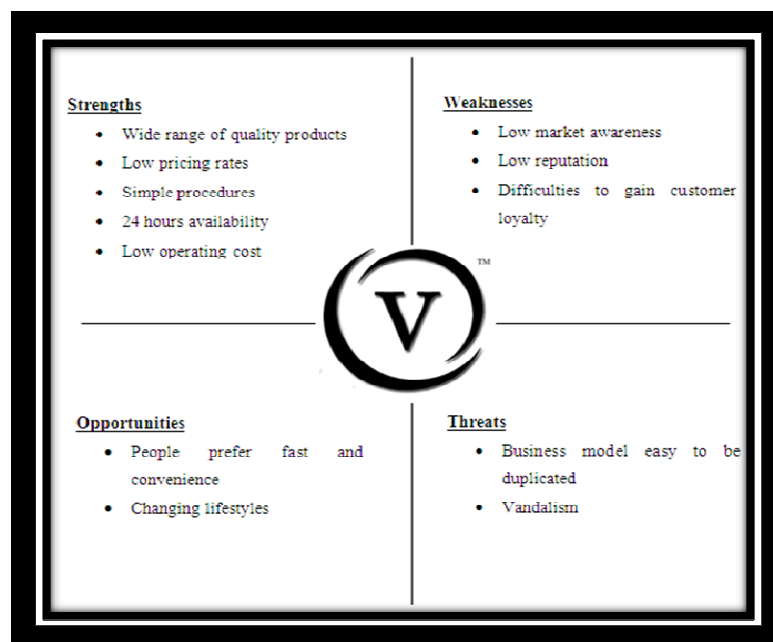 Strengths
• Wide range of quality products
• Low pricing rates
• Simple procedures
• 24 hours availability
• Low operating cost
Weaknesses
• Low market awareness
• Low reputation
• Difficulties to gain customer
loyalty
V
TM
Opportunities
• People prefer fast and
convenience
• Changing lifestyles
Threats
• Business model easy to be
duplicated
• Vandalism